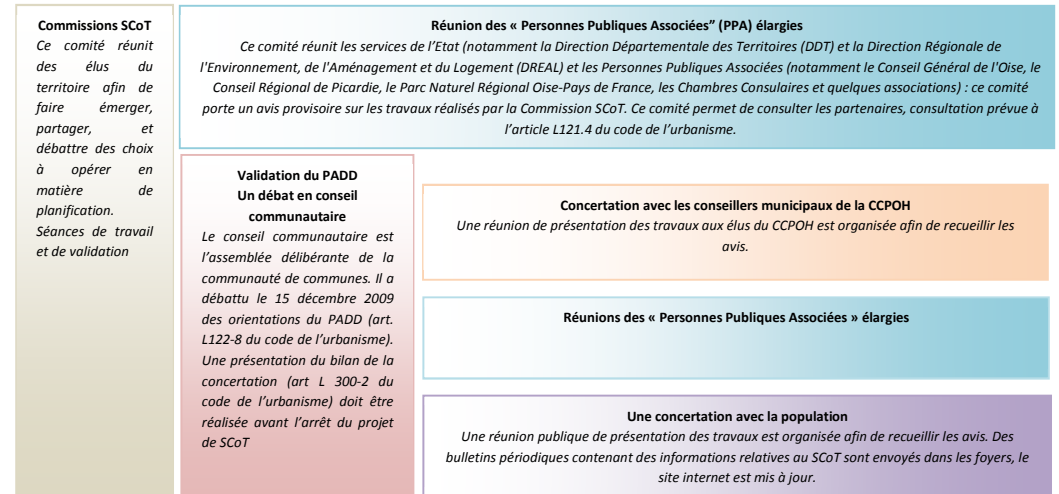 Commissions SCoT
Ce comité réunit
des élus du
territoire afin de
faire émerger,
partager, et
débattre des choix
à opérer en
matière de
planification.
Séances de travail
et de validation
Réunion des « Personnes Publiques Associées” (PPA) élargies
Ce comité réunit les services de l’Etat (notamment la Direction Départementale des Territoires (DDT) et la Direction Régionale de
l'Environnement, de l'Aménagement et du Logement (DREAL) et les Personnes Publiques Associées (notamment le Conseil Général de l'Oise, le
Conseil Régional de Picardie, le Parc Naturel Régional Oise-Pays de France, les Chambres Consulaires et quelques associations) : ce comité
porte un avis provisoire sur les travaux réalisés par la Commission SCoT. Ce comité permet de consulter les partenaires, consultation prévue à
l’article L121.4 du code de l’urbanisme.
Validation du PADD
Un débat en conseil
communautaire
Le conseil communautaire est
l’assemblée délibérante de la
communauté de communes. Il a
débattu le 15 décembre 2009
des orientations du PADD (art.
L122-8 du code de l’urbanisme).
Une présentation du bilan de la
concertation (art L 300-2 du
code de l’urbanisme) doit être
réalisée avant l’arrêt du projet
de SCoT
Concertation avec les conseillers municipaux de la CCPOH
Une réunion de présentation des travaux aux élus du CCPOH est organisée afin de recueillir les
avis.
Réunions des « Personnes Publiques Associées » élargies
Une concertation avec la population
Une réunion publique de présentation des travaux est organisée afin de recueillir les avis. Des
bulletins périodiques contenant des informations relatives au SCoT sont envoyés dans les foyers, le
site internet est mis à jour.